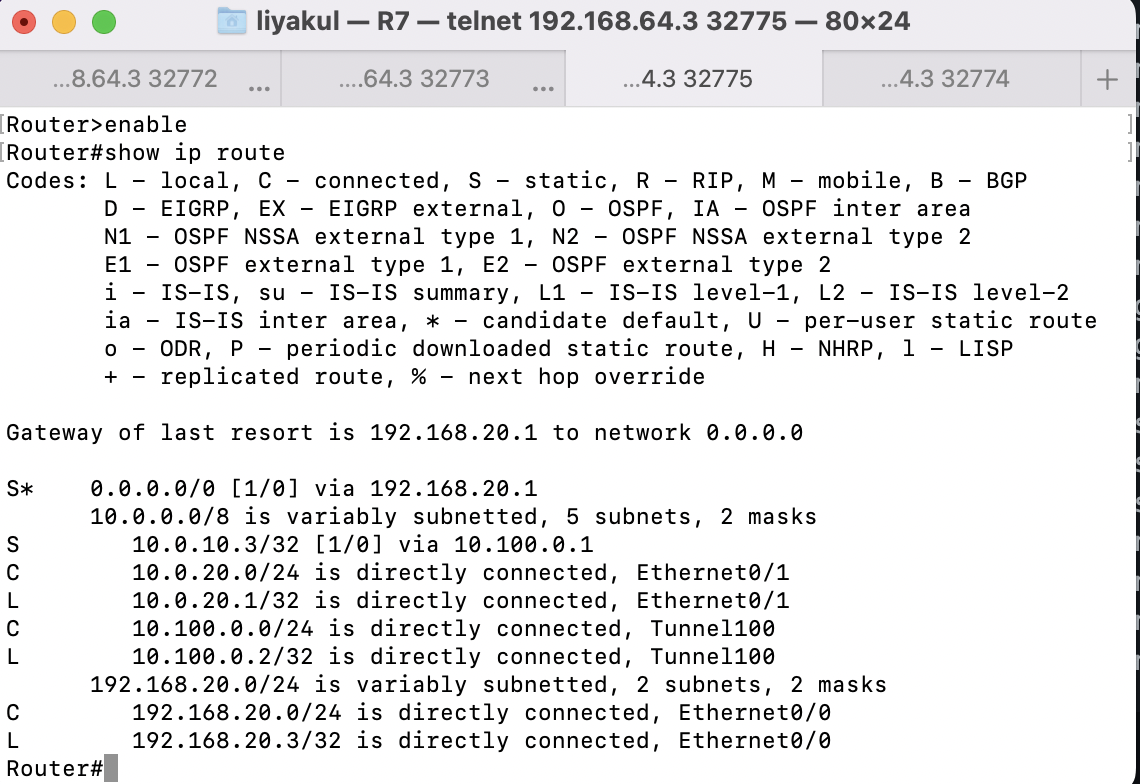 liyakul — R7 — telnet 192.168.64.3 32775 — 80×24
...8.64.3 32772 ... ....64.3 32773 ... ...4.3 32775 ...4.3 32774 +
[Router>enable ]
[Router#show ip route ]
Codes: L - local, C - connected, S - static, R - RIP, M - mobile, B - BGP
       D - EIGRP, EX - EIGRP external, O - OSPF, IA - OSPF inter area
       N1 - OSPF NSSA external type 1, N2 - OSPF NSSA external type 2
       E1 - OSPF external type 1, E2 - OSPF external type 2
       i - IS-IS, su - IS-IS summary, L1 - IS-IS level-1, L2 - IS-IS level-2
       ia - IS-IS inter area, * - candidate default, U - per-user static route
       o - ODR, P - periodic downloaded static route, H - NHRP, l - LISP
       + - replicated route, % - next hop override
Gateway of last resort is 192.168.20.1 to network 0.0.0.0
S*    0.0.0.0/0 [1/0] via 192.168.20.1
      10.0.0.0/8 is variably subnetted, 5 subnets, 2 masks
S        10.0.10.3/32 [1/0] via 10.100.0.1
C        10.0.20.0/24 is directly connected, Ethernet0/1
L        10.0.20.1/32 is directly connected, Ethernet0/1
C        10.100.0.0/24 is directly connected, Tunnel100
L        10.100.0.2/32 is directly connected, Tunnel100
      192.168.20.0/24 is variably subnetted, 2 subnets, 2 masks
C        192.168.20.0/24 is directly connected, Ethernet0/0
L        192.168.20.3/32 is directly connected, Ethernet0/0
Router#